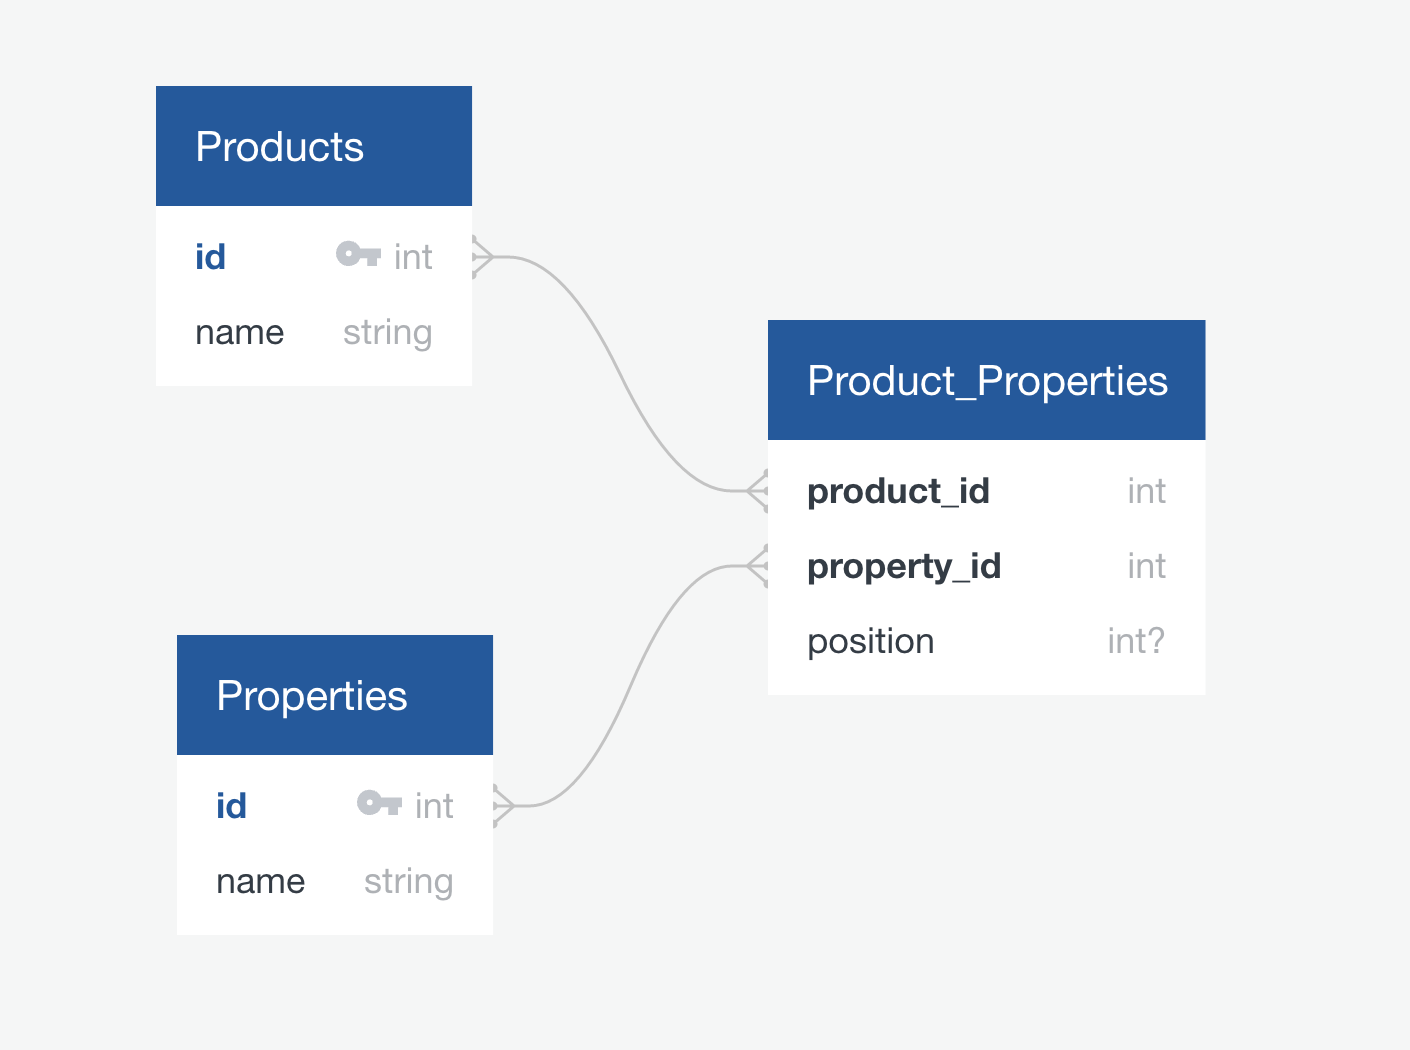 Products
id int
name string
Product_Properties
product_id int
property_id int
position int?
Properties
id int
name string